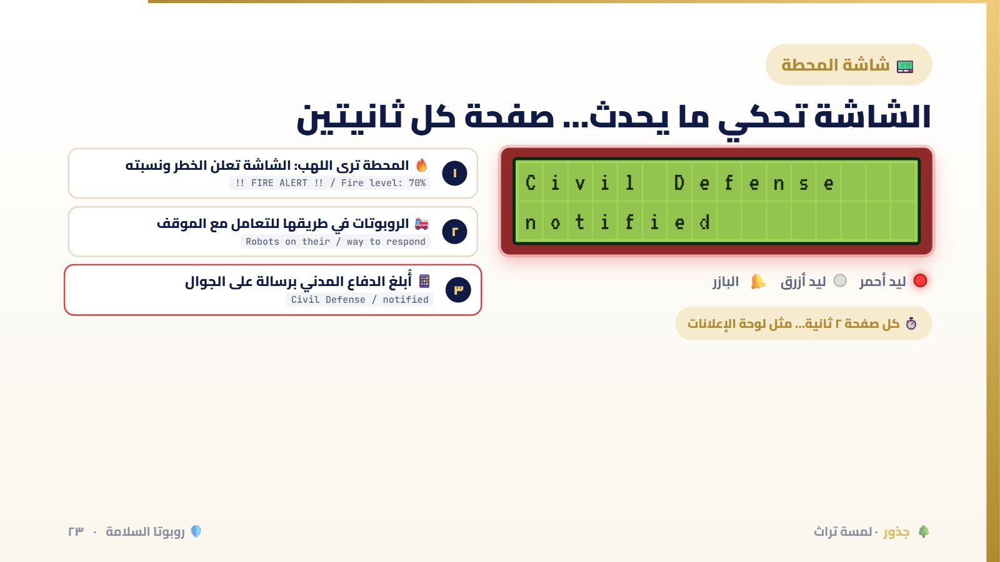 شاشة المحطة
الشاشة تحكي ما يحدث... صفحة كل ثانيتين
Civil Defense
notified
ليد أحمر ليد أزرق البازر
كل صفحة ٢ ثانية... مثل لوحة الإعلانات
١
المحطة ترى اللهب: الشاشة تعلن الخطر ونسبته
!! FIRE ALERT !! / Fire level: 70%
٢
الروبوتات في طريقها للتعامل مع الموقف
Robots on their / way to respond
٣
أُبلغ الدفاع المدني برسالة على الجوال
Civil Defense / notified
جذور · لمسة تراث
روبوتا السلامة · ٢٣